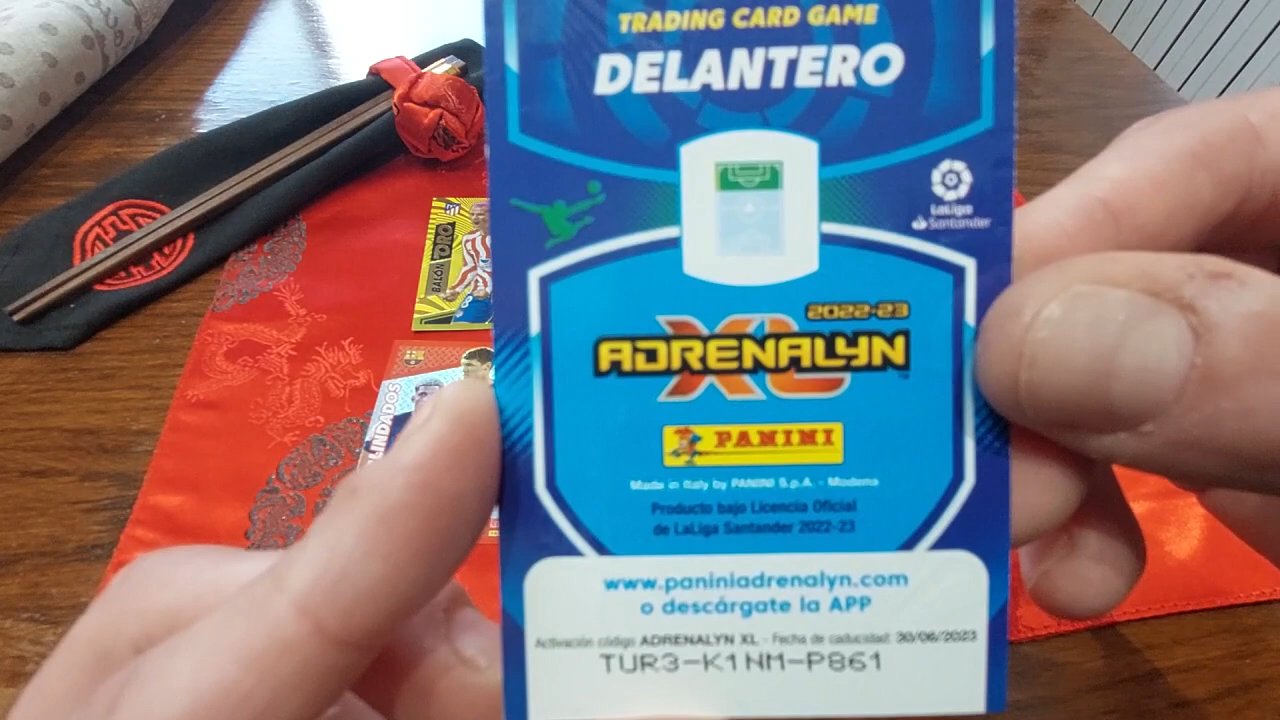 TRADING CARD GAME
DELANTERO
LaLiga
Santander
2022-23
ADRENALYN
XL
PANINI
Made in Italy by PANINI S.p.A. - Modena
Producto bajo Licencia Oficial
de LaLiga Santander 2022-23
www.paniniadrenalyn.com
o descárgate la APP
Activación código ADRENALYN XL - Fecha de caducidad: 30/06/2023
TUR3-K1NM-P861
BALÓN
ORO
LINDADOS